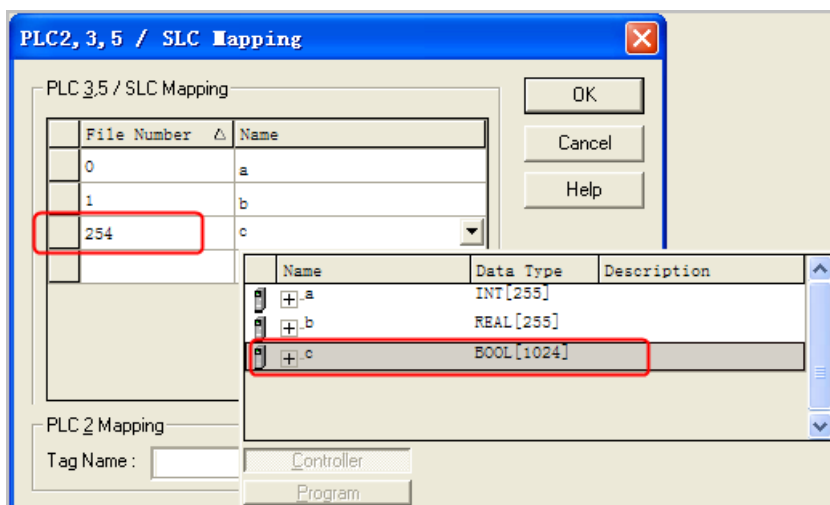 PLC2,3,5 / SLC Mapping
PLC 3,5 / SLC Mapping
OK
File Number Name
Cancel
0 a
Help
1 b
254 c
Name Data Type Description
a INT[255]
b REAL[255]
c BOOL[1024]
PLC 2 Mapping
Tag Name :
Controller
Program